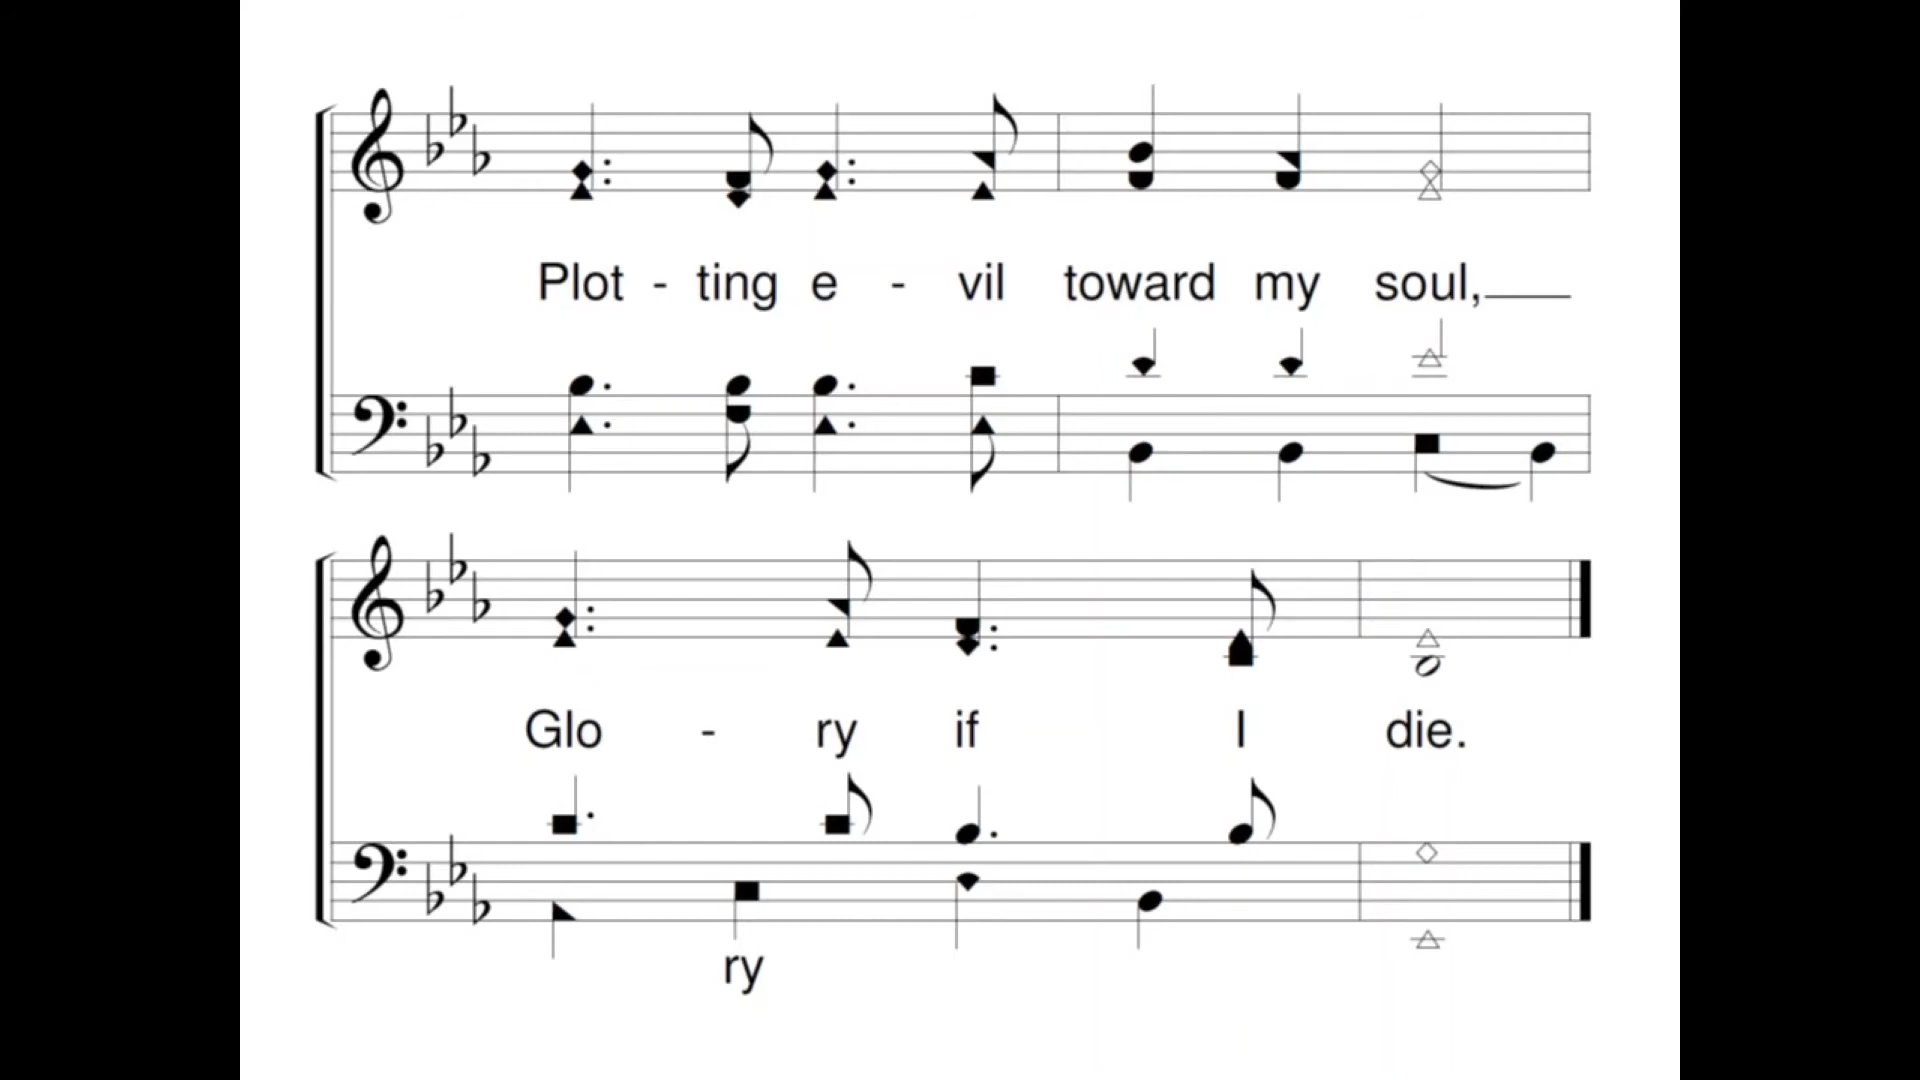 Plot - ting e - vil toward my soul,
Glo - ry if I die.
ry